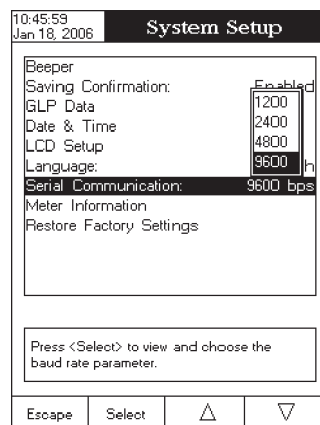 10:45:59
Jan 18, 2006
System Setup
Beeper
Saving Confirmation: Enabled
GLP Data
Date & Time
LCD Setup
Language:
Serial Communication: 9600 bps
Meter Information
Restore Factory Settings
1200
2400
4800
9600
Press <Select> to view and choose the
baud rate parameter.
Escape Select △ ▽